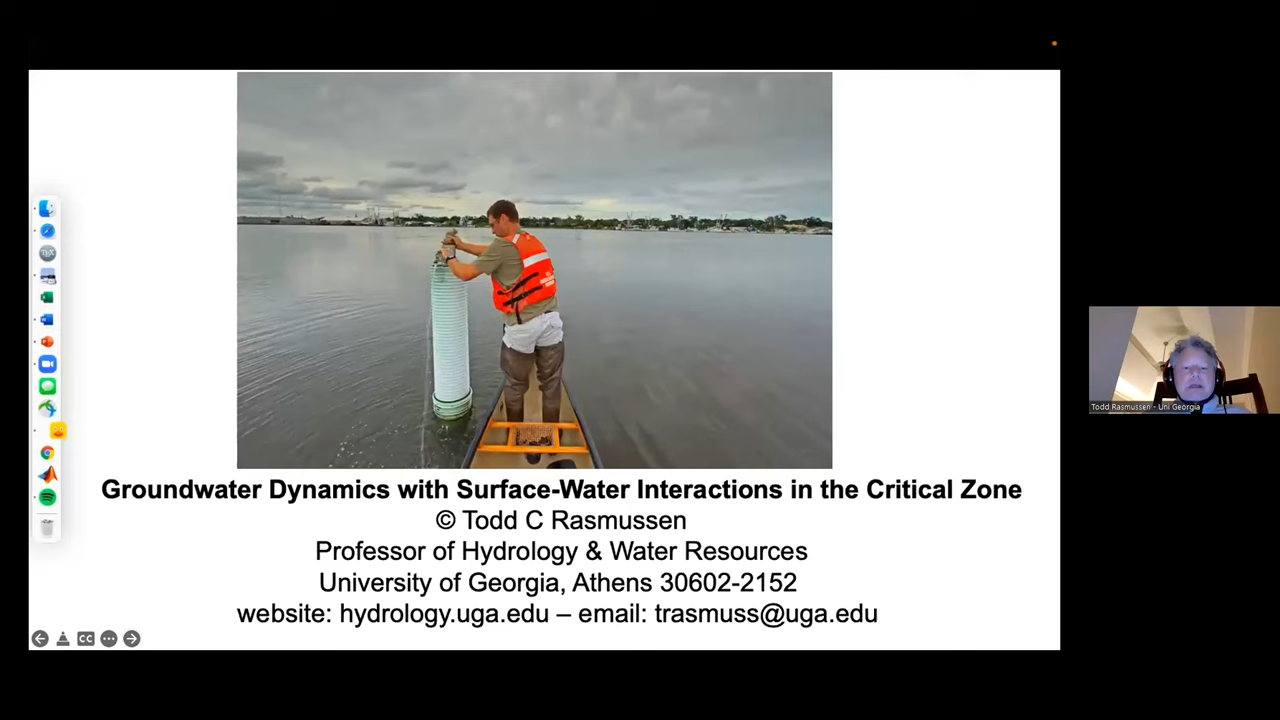 Groundwater Dynamics with Surface-Water Interactions in the Critical Zone
© Todd C Rasmussen
Professor of Hydrology & Water Resources
University of Georgia, Athens 30602-2152
website: hydrology.uga.edu – email: trasmuss@uga.edu
Todd Rasmussen - Uni Georgia
CC